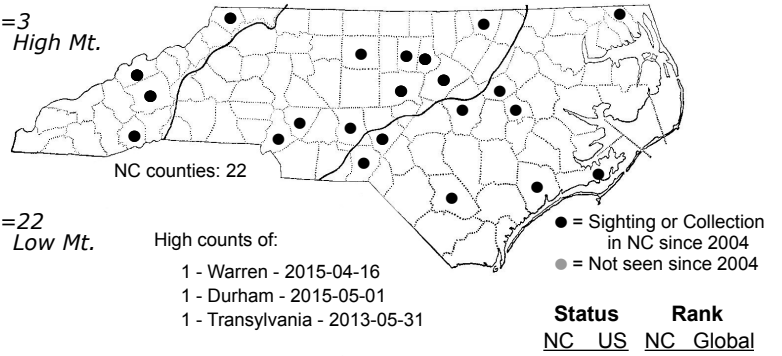 =3
High Mt.
NC counties: 22
=22
Low Mt.
High counts of:
1 - Warren - 2015-04-16
1 - Durham - 2015-05-01
1 - Transylvania - 2013-05-31
= Sighting or Collection
in NC since 2004
= Not seen since 2004
Status Rank
NC US NC Global